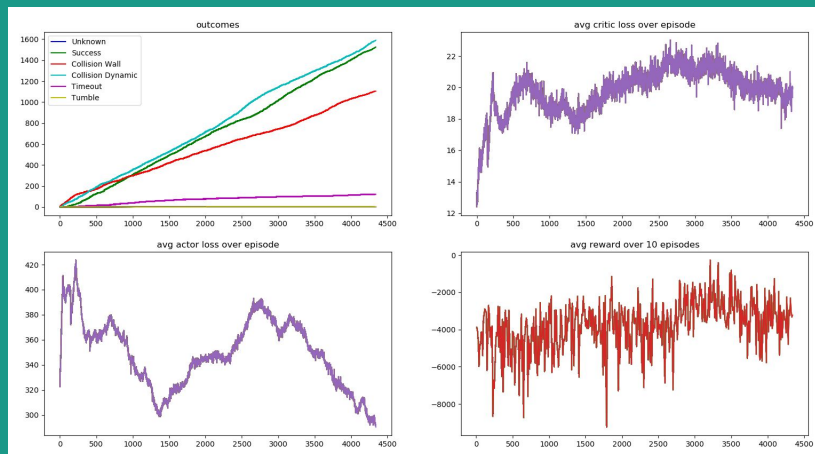 outcomes
Unknown
Success
Collision Wall
Collision Dynamic
Timeout
Tumble
1600
1400
1200
1000
800
600
400
200
0
0 500 1000 1500 2000 2500 3000 3500 4000 4500
avg critic loss over episode
22
20
18
16
14
12
0 500 1000 1500 2000 2500 3000 3500 4000 4500
avg actor loss over episode
420
400
380
360
340
320
300
0 500 1000 1500 2000 2500 3000 3500 4000 4500
avg reward over 10 episodes
0
−2000
−4000
−6000
−8000
0 500 1000 1500 2000 2500 3000 3500 4000 4500